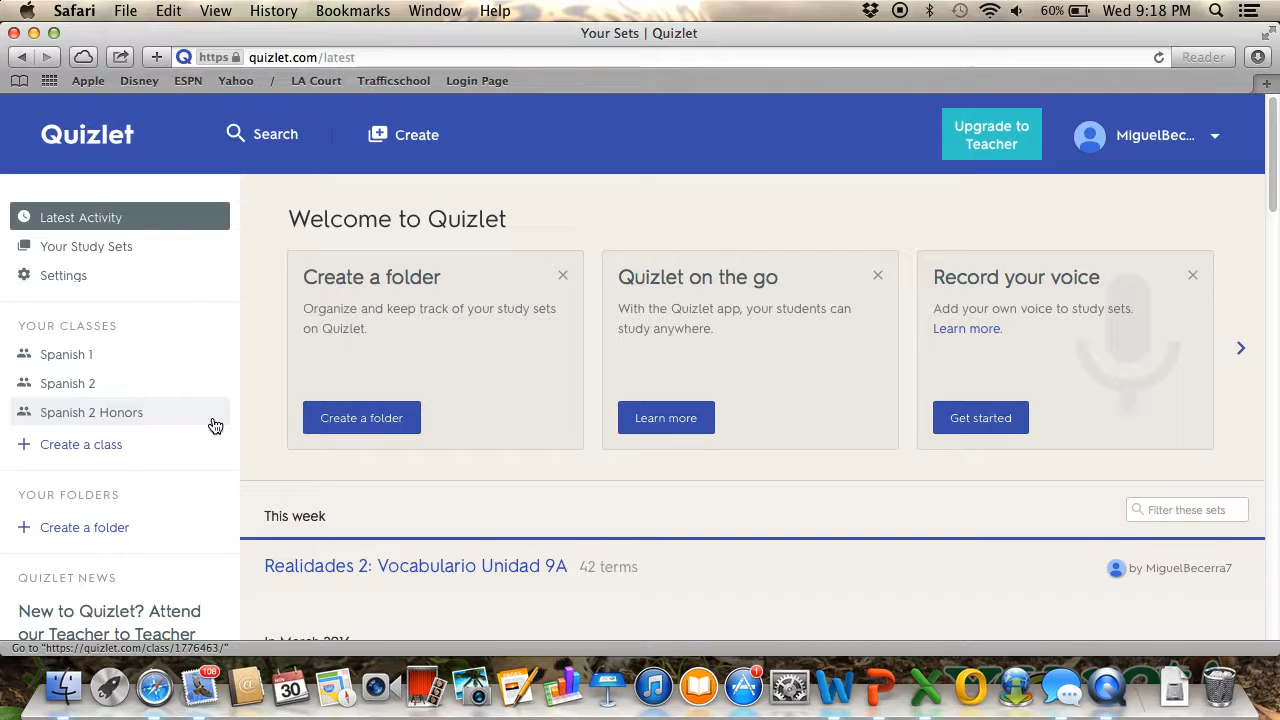 Safari File Edit View History Bookmarks Window Help 60% Wed 9:18 PM
Your Sets | Quizlet
https quizlet.com/latest Reader
Apple Disney ESPN Yahoo / LA Court Trafficschool Login Page
Quizlet Search Create Upgrade to Teacher MiguelBec...
Latest Activity
Your Study Sets
Settings
YOUR CLASSES
Spanish 1
Spanish 2
Spanish 2 Honors
+ Create a class
YOUR FOLDERS
+ Create a folder
QUIZLET NEWS
New to Quizlet? Attend
our Teacher to Teacher
Welcome to Quizlet
Create a folder
Organize and keep track of your study sets
on Quizlet.
Create a folder
Quizlet on the go
With the Quizlet app, your students can
study anywhere.
Learn more
Record your voice
Add your own voice to study sets.
Learn more.
Get started
This week
Filter these sets
Realidades 2: Vocabulario Unidad 9A 42 terms
by MiguelBecerra7
In March 2016
Go to "https://quizlet.com/class/1776463/"
108
NOV
30
1